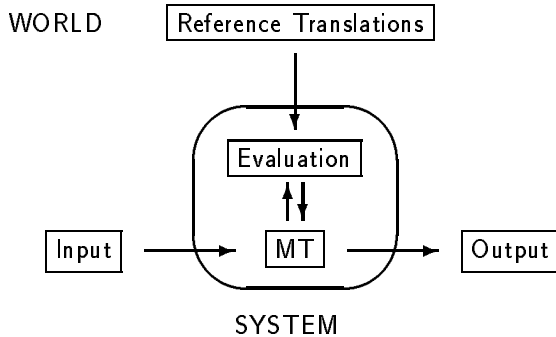 WORLD
Reference Translations
Evaluation
Input
MT
Output
SYSTEM